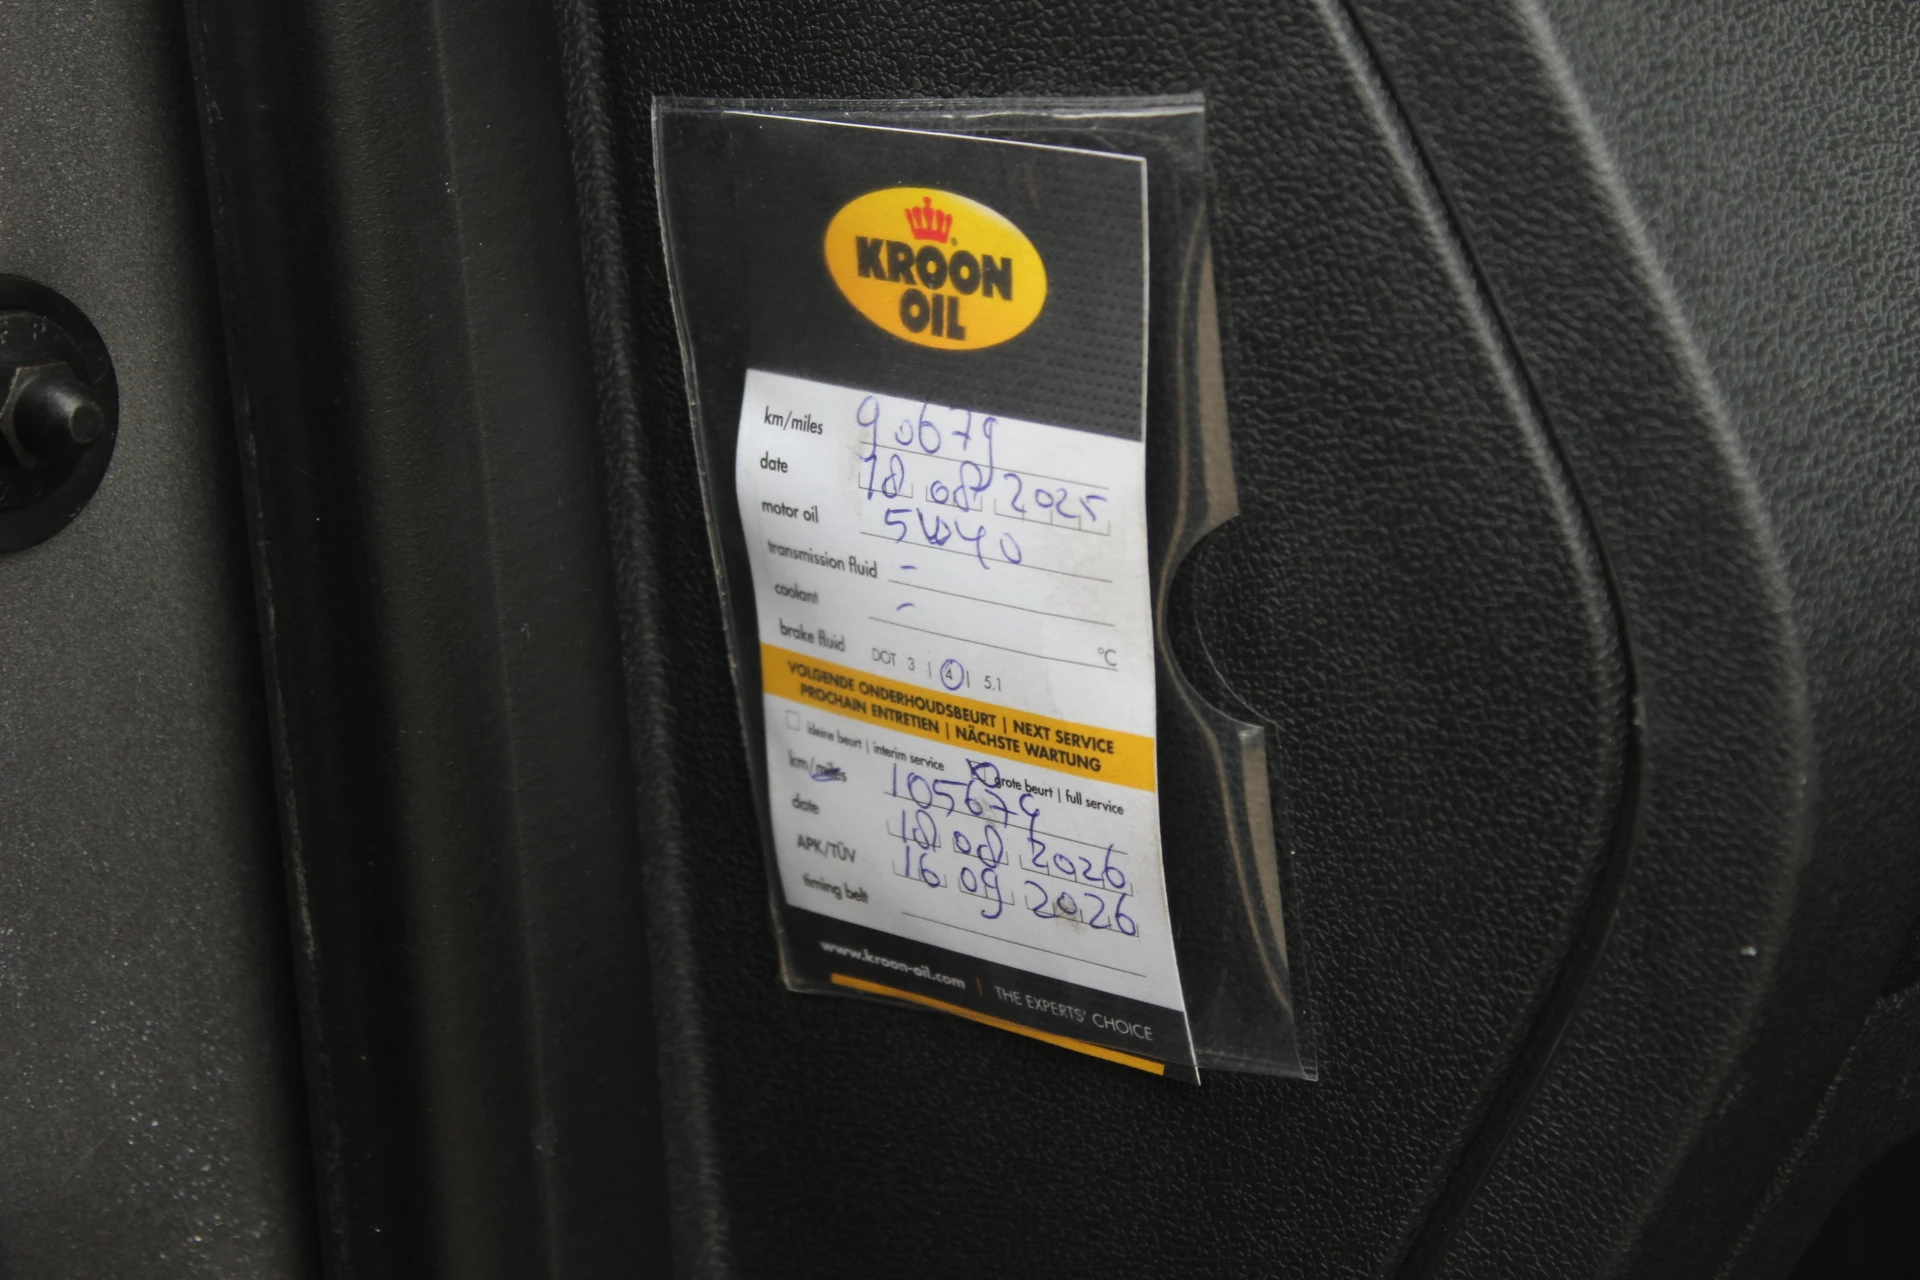 KROON
OIL
km/miles 90679
date 18 08 2025
motor oil 5W40
transmission fluid -
coolant - °C
brake fluid DOT 3 | 4 | 5.1
VOLGENDE ONDERHOUDSBEURT | NEXT SERVICE
PROCHAIN ENTRETIEN | NÄCHSTE WARTUNG
kleine beurt | interim service grote beurt | full service
km/miles 105679
date 18 08 2026
APK/TÜV 16 09 2026
timing belt
www.kroon-oil.com | THE EXPERTS' CHOICE